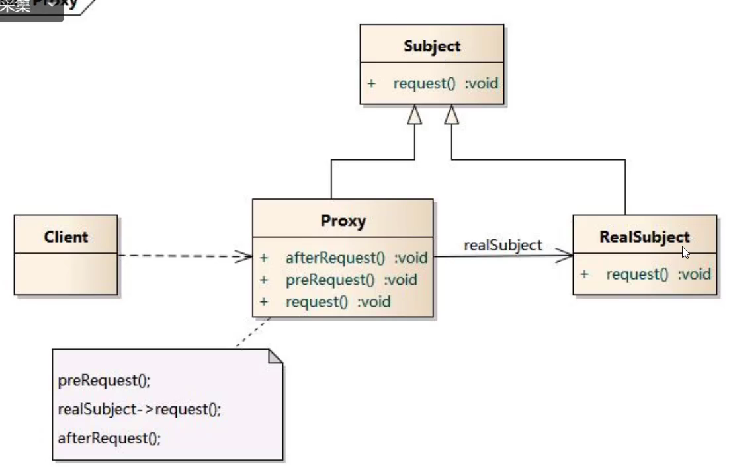 Proxy
Subject
+ request() :void
Proxy
+ afterRequest() :void
+ preRequest() :void
+ request() :void
Client
realSubject
RealSubject
+ request() :void
preRequest();
realSubject->request();
afterRequest();